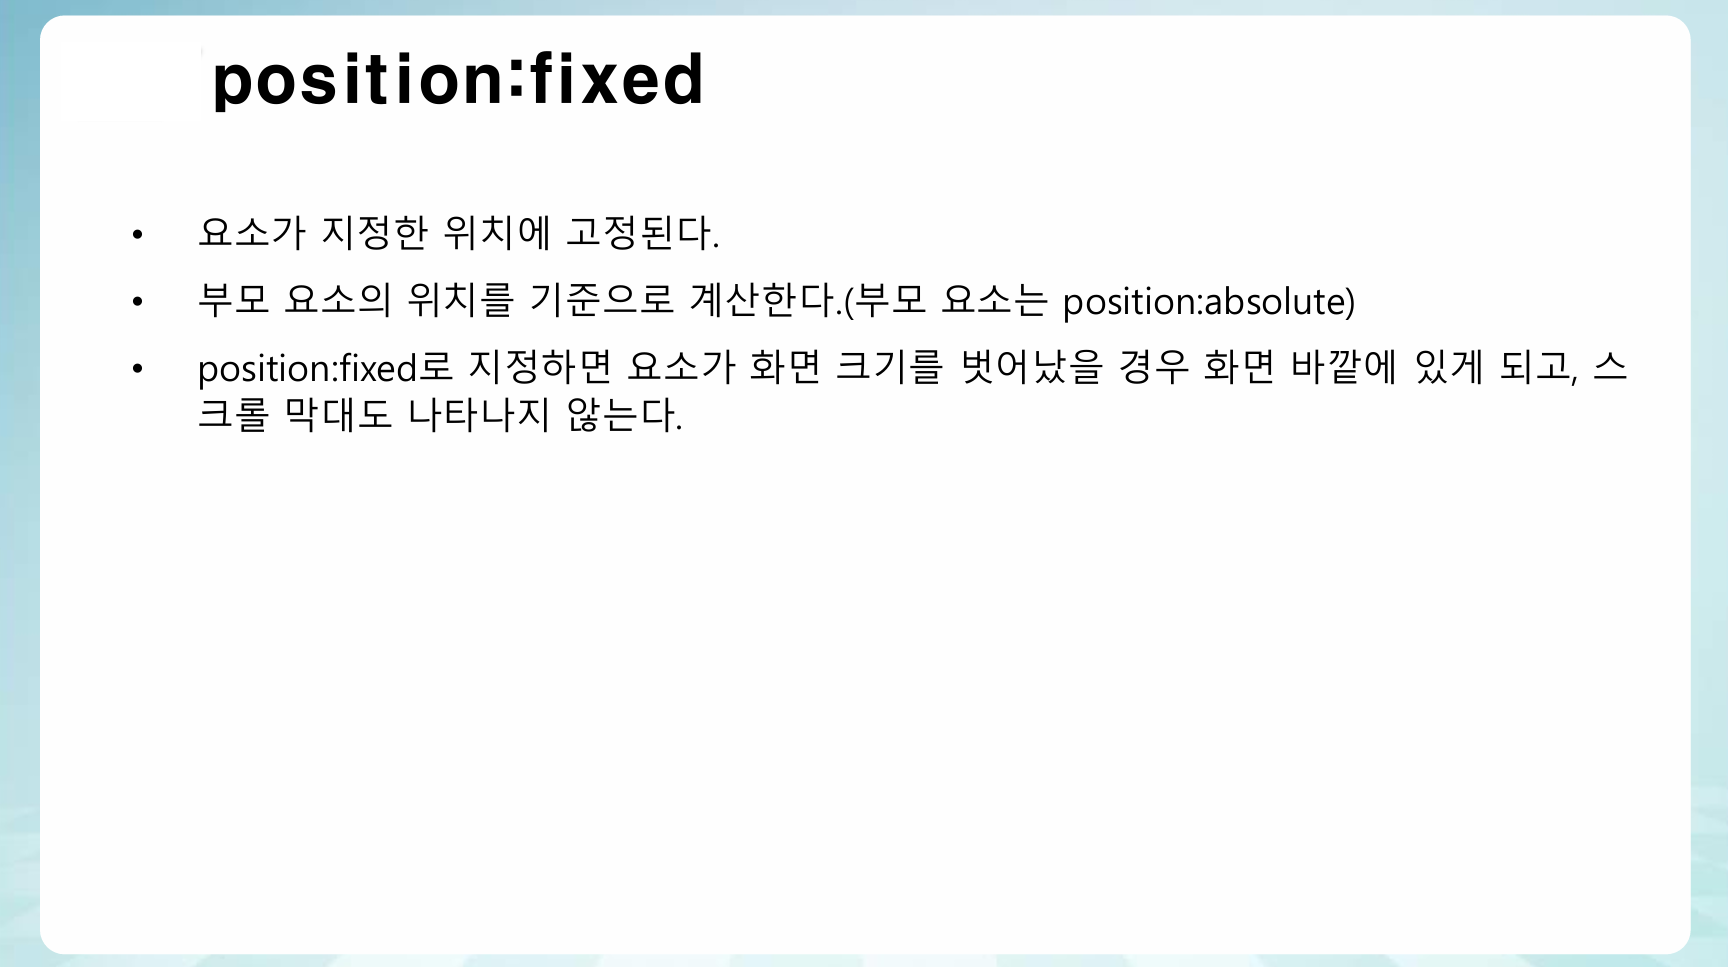 position:fixed
• 요소가 지정한 위치에 고정된다.
• 부모 요소의 위치를 기준으로 계산한다.(부모 요소는 position:absolute)
• position:fixed로 지정하면 요소가 화면 크기를 벗어났을 경우 화면 바깥에 있게 되고, 스
크롤 막대도 나타나지 않는다.